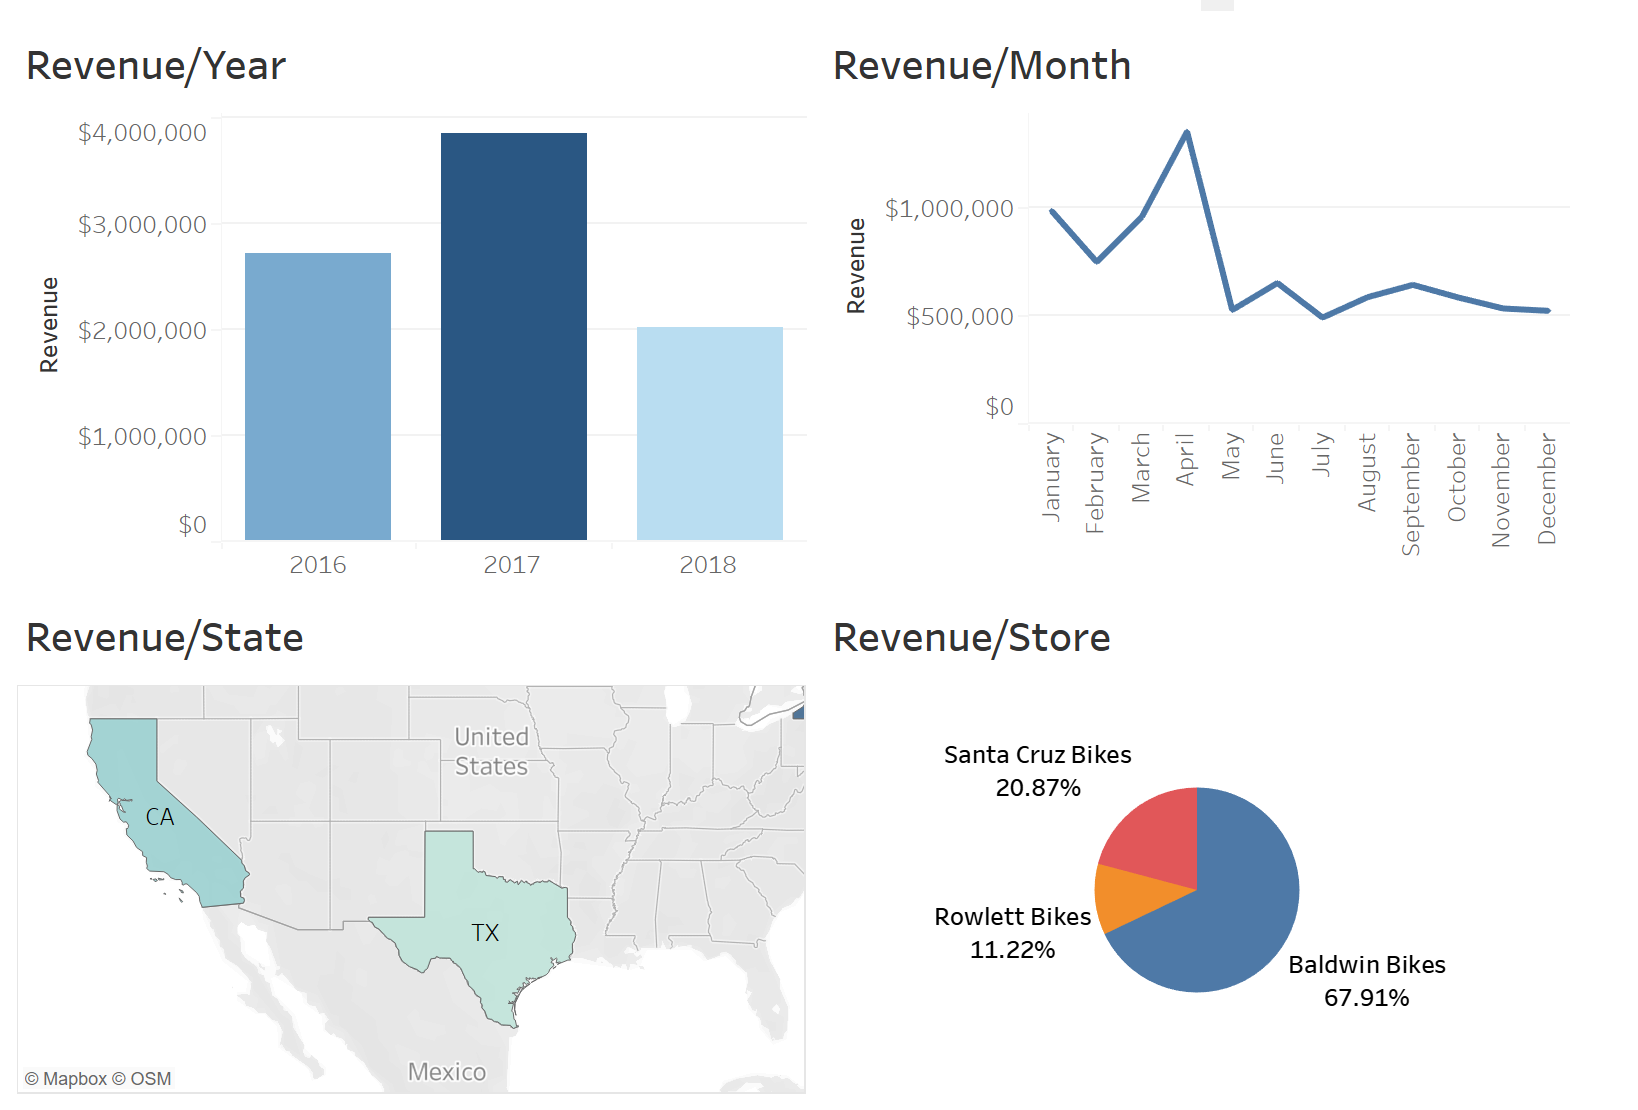 Revenue/Year
$4,000,000
$3,000,000
$2,000,000
$1,000,000
$0
Revenue
2016 2017 2018
Revenue/Month
$1,000,000
$500,000
$0
Revenue
January February March April May June July August September October November December
Revenue/State
United
States
CA
TX
Mexico
© Mapbox © OSM
Revenue/Store
Santa Cruz Bikes
20.87%
Rowlett Bikes
11.22%
Baldwin Bikes
67.91%